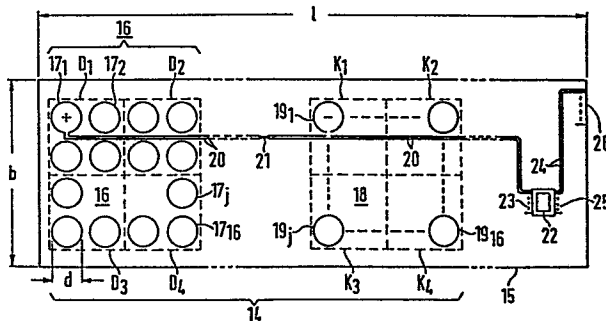 l
16
17₁ D₁ 17₂ D₂ K₁ K₂
+ 19₁ −
20 21 20 26
b 24
16 17ⱼ 18 23 25
22
17₁₆ 19ⱼ 19₁₆
d D₃ D₄ K₃ K₄ 15
14